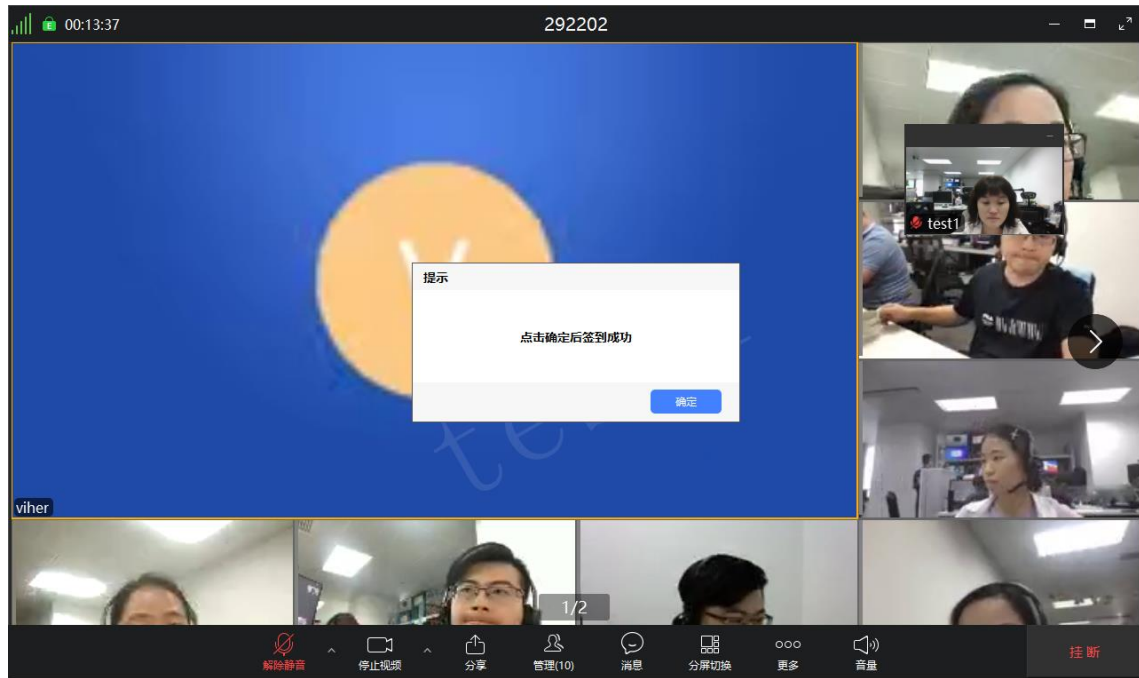 00:13:37
292202
V
提示
点击确定后签到成功
确定
test1
viher
1/2
解除静音
停止视频
分享
管理(10)
消息
分屏切换
更多
音量
挂断